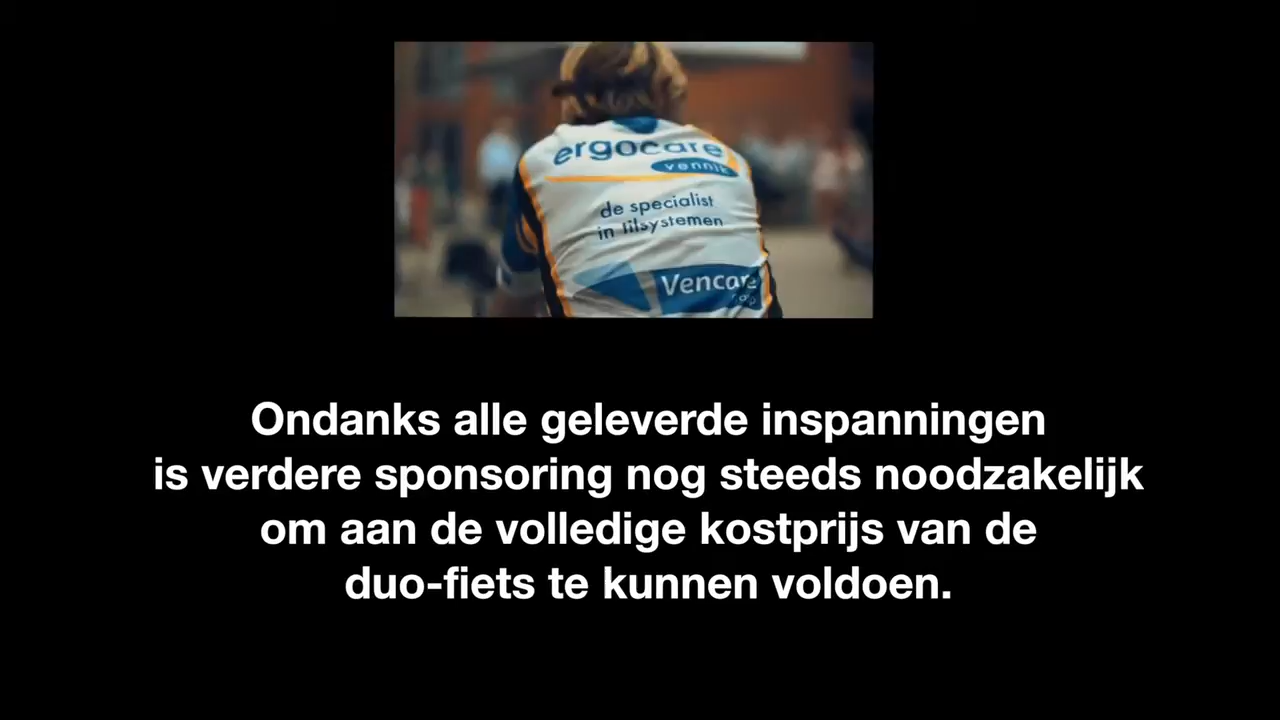 ergocare
vennik
de specialist
in tilsystemen
Vencare
Ondanks alle geleverde inspanningen
is verdere sponsoring nog steeds noodzakelijk
om aan de volledige kostprijs van de
duo-fiets te kunnen voldoen.